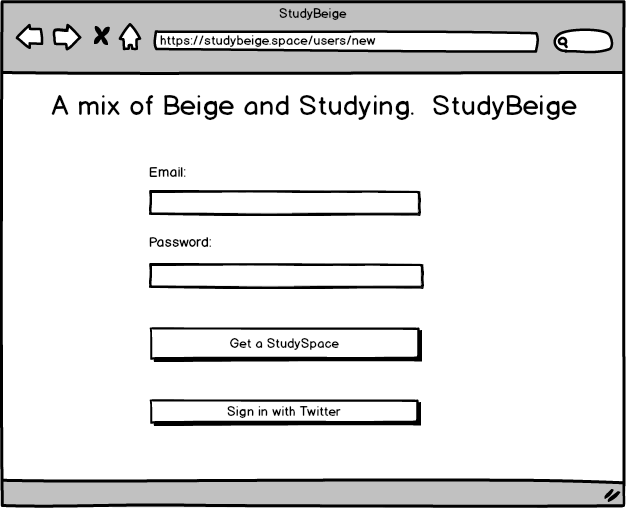 StudyBeige
https://studybeige.space/users/new
A mix of Beige and Studying.  StudyBeige
Email:
Password:
Get a StudySpace
Sign in with Twitter